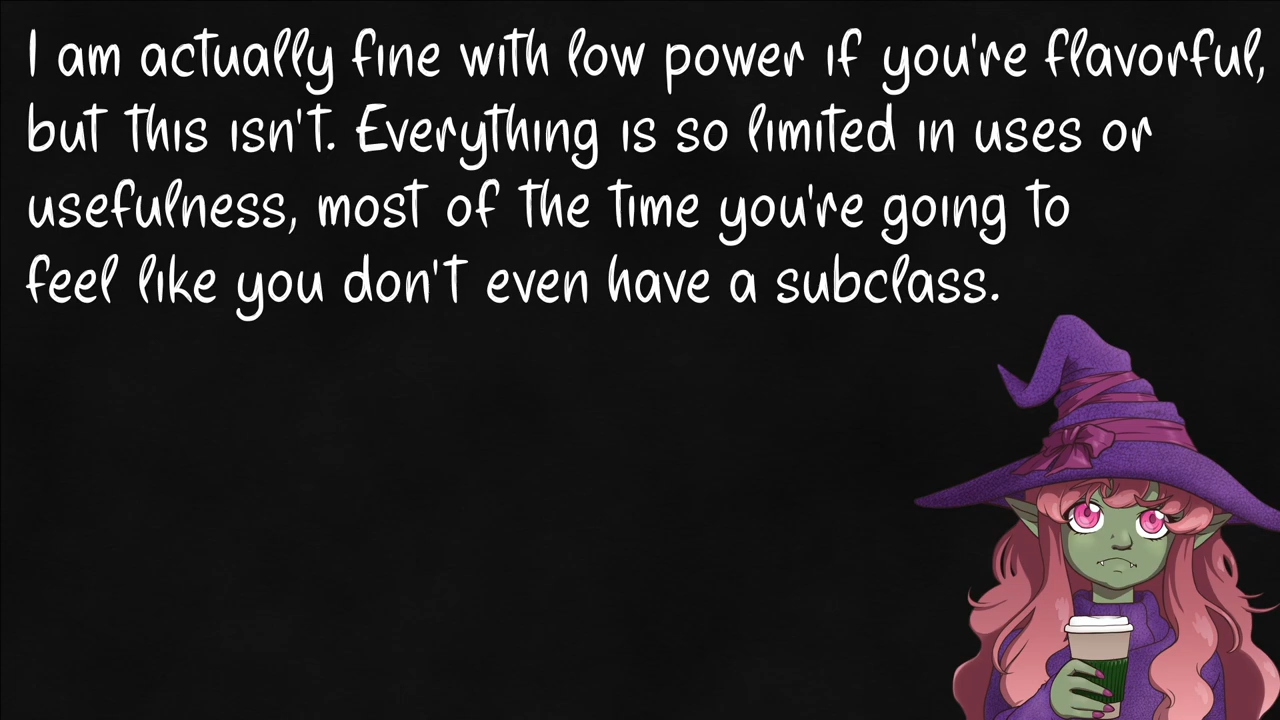 I am actually fine with low power if you're flavorful,
but this isn't. Everything is so limited in uses or
usefulness, most of the time you're going to
feel like you don't even have a subclass.